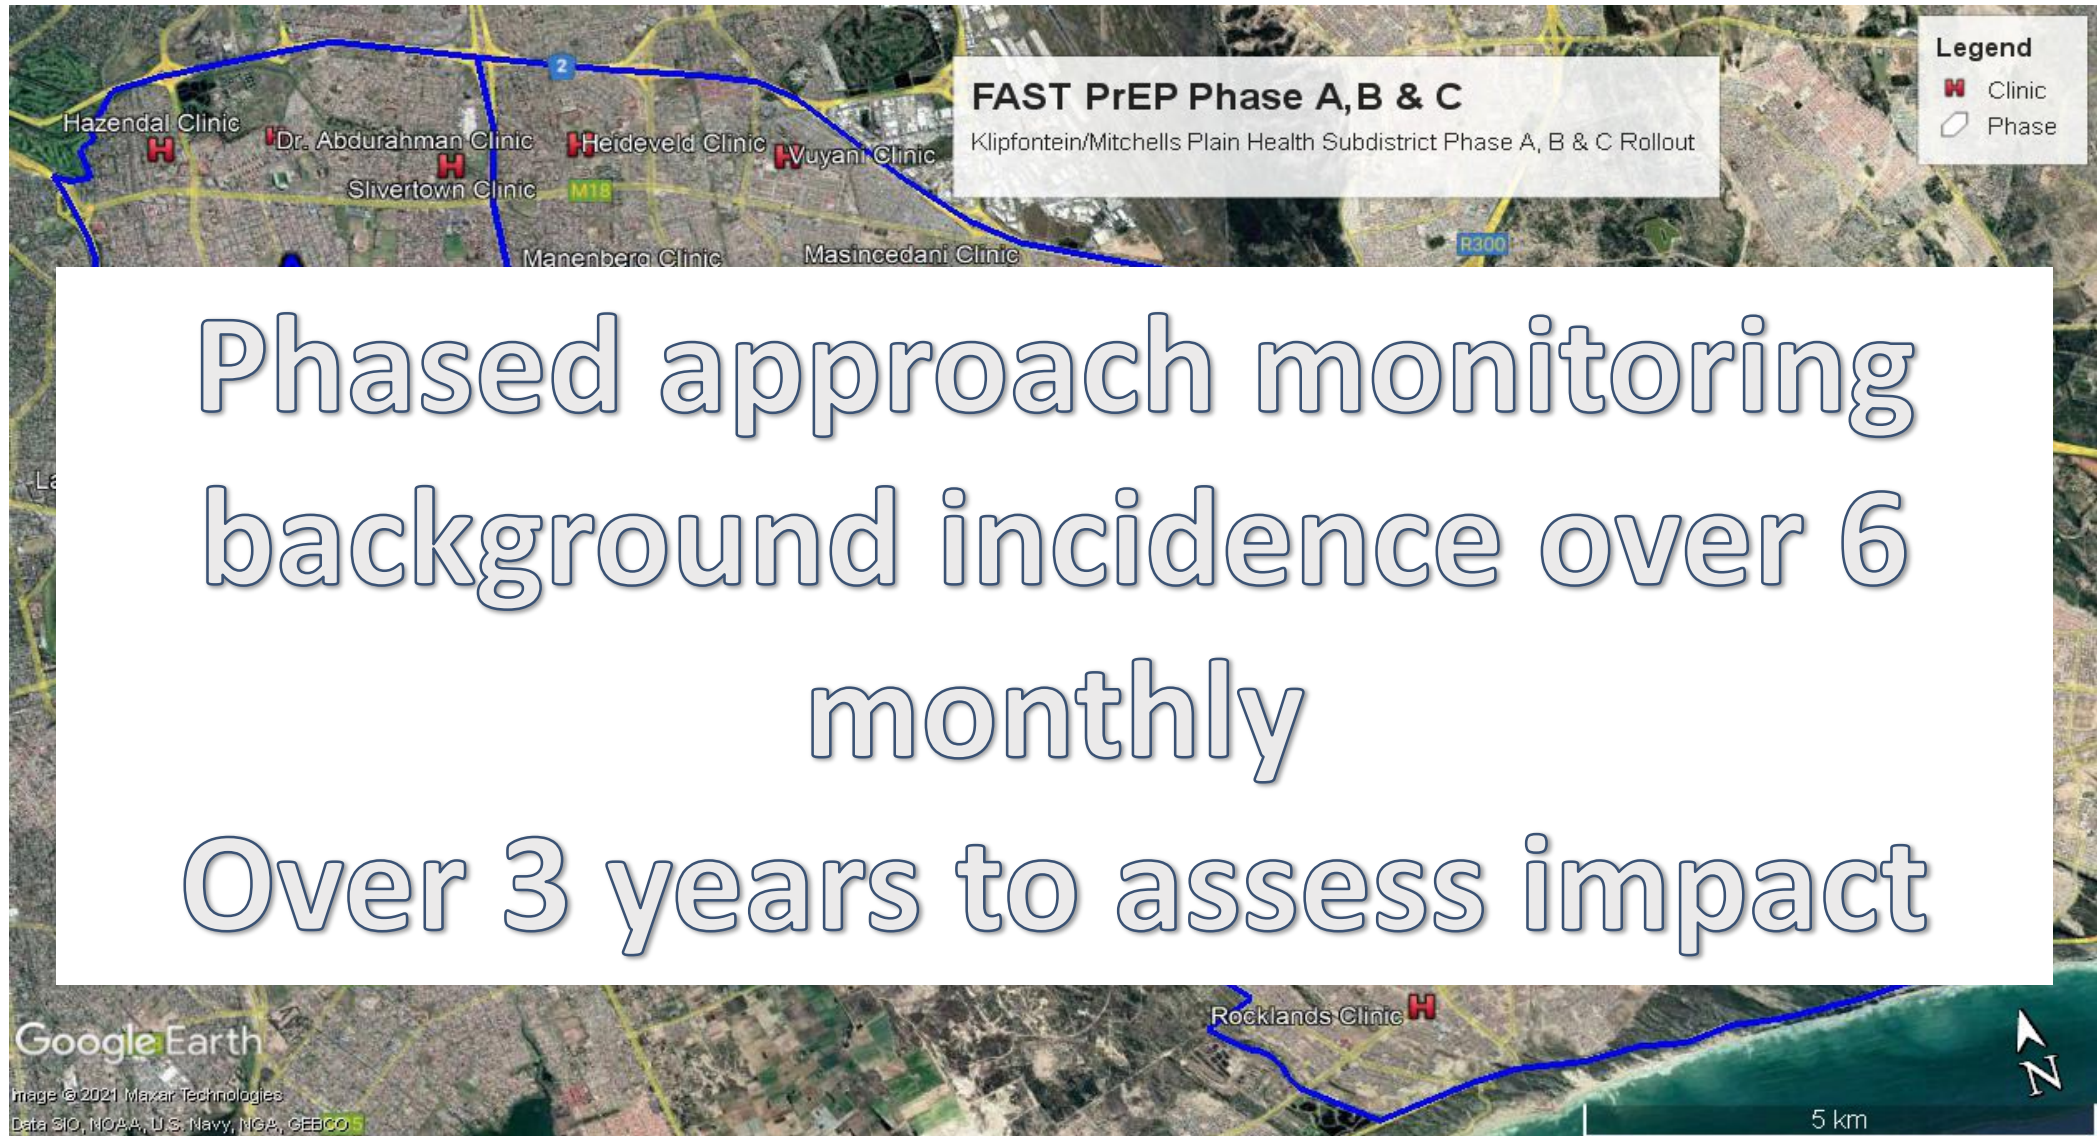 Legend
Clinic
Phase
2
FAST PrEP Phase A,B & C
Klipfontein/Mitchells Plain Health Subdistrict Phase A, B & C Rollout
Hazendal Clinic
Dr. Abdurahman Clinic
Heideveld Clinic
Vuyani Clinic
Slivertown Clinic
M18
R300
Manenberg Clinic
Masincedani Clinic
Phased approach monitoring
background incidence over 6
monthly
Over 3 years to assess impact
Rocklands Clinic
Google Earth
Image © 2021 Maxar Technologies
Data SIO, NOAA, U.S. Navy, NGA, GEBCO
N
5 km